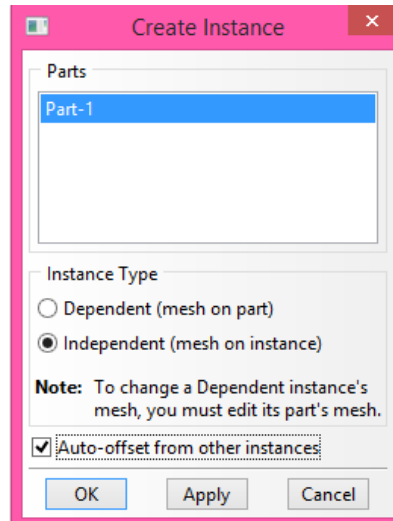 Create Instance
Parts
Part-1
Instance Type
Dependent (mesh on part)
Independent (mesh on instance)
Note: To change a Dependent instance's
mesh, you must edit its part's mesh.
Auto-offset from other instances
OK Apply Cancel